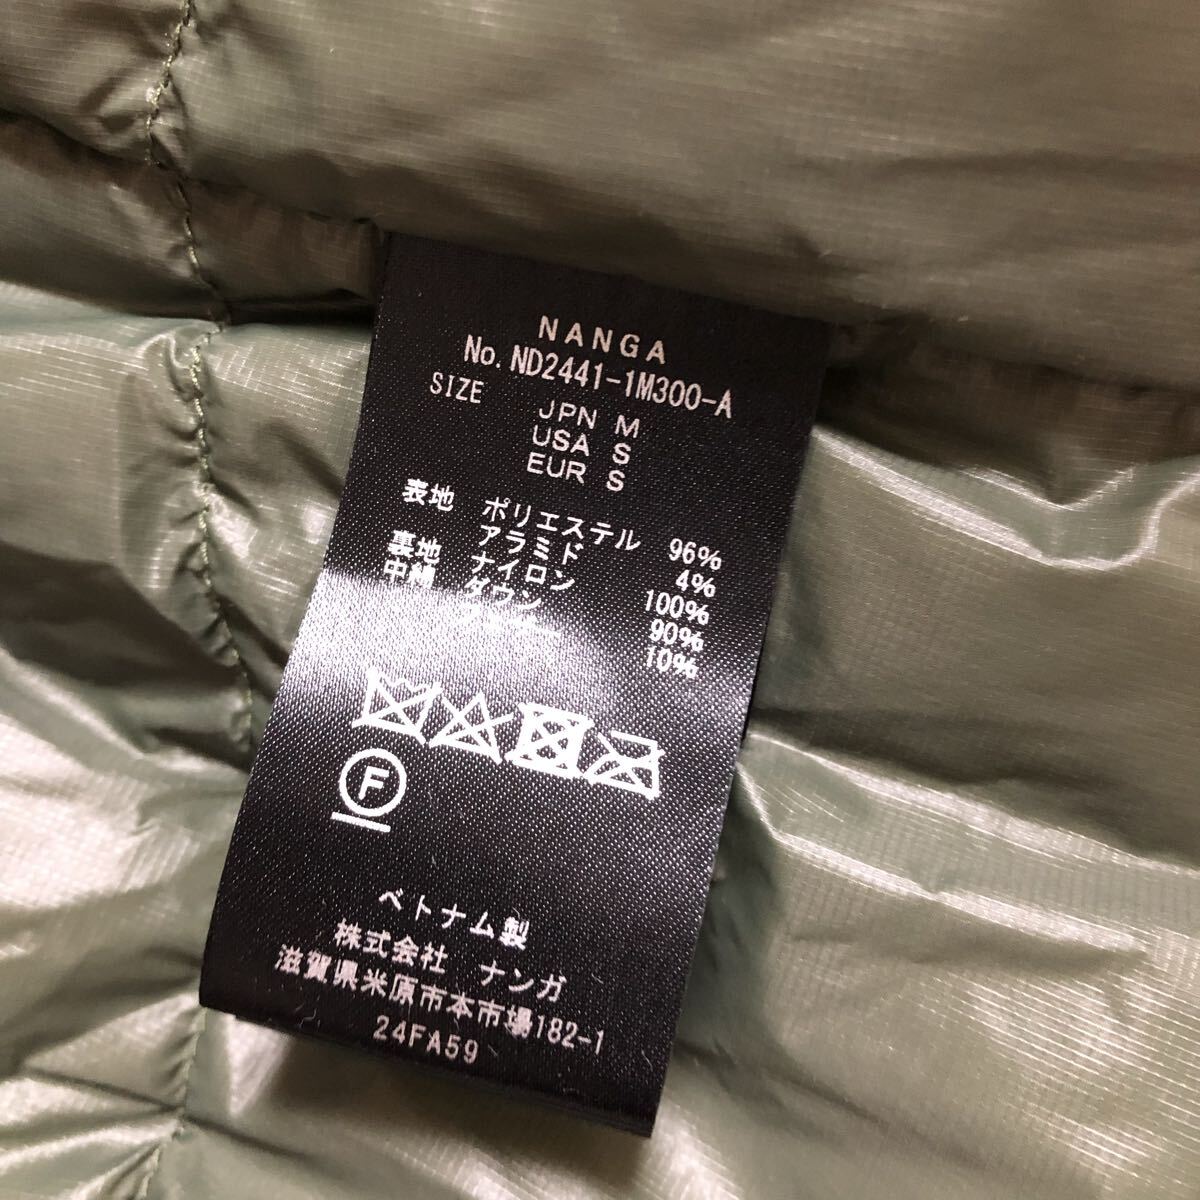 NANGA
No. ND2441-1M300-A
SIZE JPN M
USA S
EUR S
表地 ポリエステル 96%
アラミド 4%
裏地 ナイロン 100%
中綿 ダウン 90%
10%
F
ベトナム製
株式会社 ナンガ
滋賀県米原市本市場182-1
24FA59